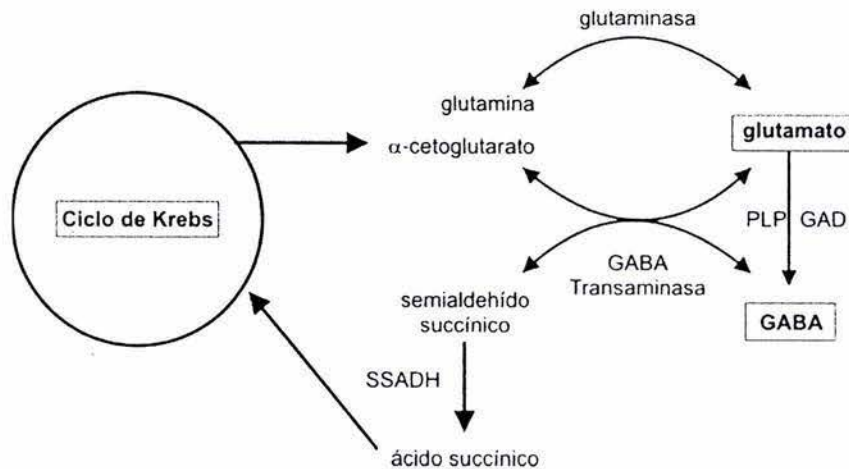 glutaminasa
glutamina
α-cetoglutarato
glutamato
Ciclo de Krebs
PLP GAD
GABA
Transaminasa
semialdehído
succínico
GABA
SSADH
ácido succínico